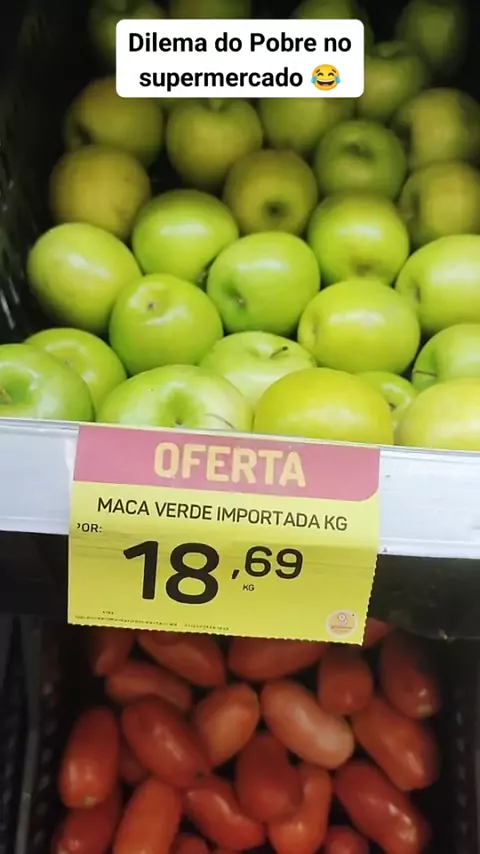 Dilema do Pobre no
supermercado 😂
OFERTA
MACA VERDE IMPORTADA KG
POR:
18,69
KG